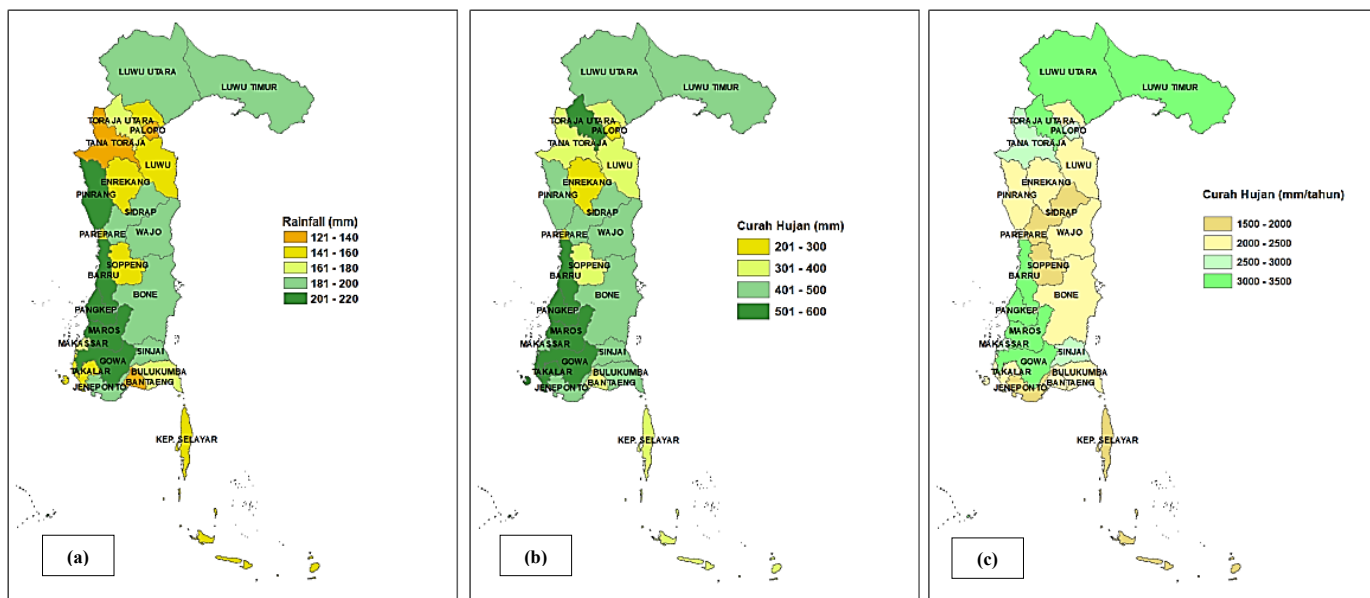 LUWU UTARA
LUWU TIMUR
TORAJA UTARA
PALOPO
TANA TORAJA
LUWU
ENREKANG
PINRANG
SIDRAP
PAREPARE
WAJO
SOPPENG
BARRU
BONE
PANGKEP
MAROS
MAKASSAR
SINJAI
GOWA
TAKALAR
BULUKUMBA
BANTAENG
JENEPONTO
KEP. SELAYAR
Rainfall (mm)
121 - 140
141 - 160
161 - 180
181 - 200
201 - 220
(a)
LUWU UTARA
LUWU TIMUR
TORAJA UTARA
PALOPO
TANA TORAJA
LUWU
ENREKANG
PINRANG
SIDRAP
PAREPARE
WAJO
SOPPENG
BARRU
BONE
PANGKEP
MAROS
MAKASSAR
SINJAI
GOWA
TAKALAR
BULUKUMBA
BANTAENG
JENEPONTO
KEP. SELAYAR
Curah Hujan (mm)
201 - 300
301 - 400
401 - 500
501 - 600
(b)
LUWU UTARA
LUWU TIMUR
TORAJA UTARA
PALOPO
TANA TORAJA
LUWU
ENREKANG
PINRANG
SIDRAP
PAREPARE
WAJO
SOPPENG
BARRU
BONE
PANGKEP
MAROS
MAKASSAR
SINJAI
GOWA
TAKALAR
BULUKUMBA
BANTAENG
JENEPONTO
KEP. SELAYAR
Curah Hujan (mm/tahun)
1500 - 2000
2000 - 2500
2500 - 3000
3000 - 3500
(c)